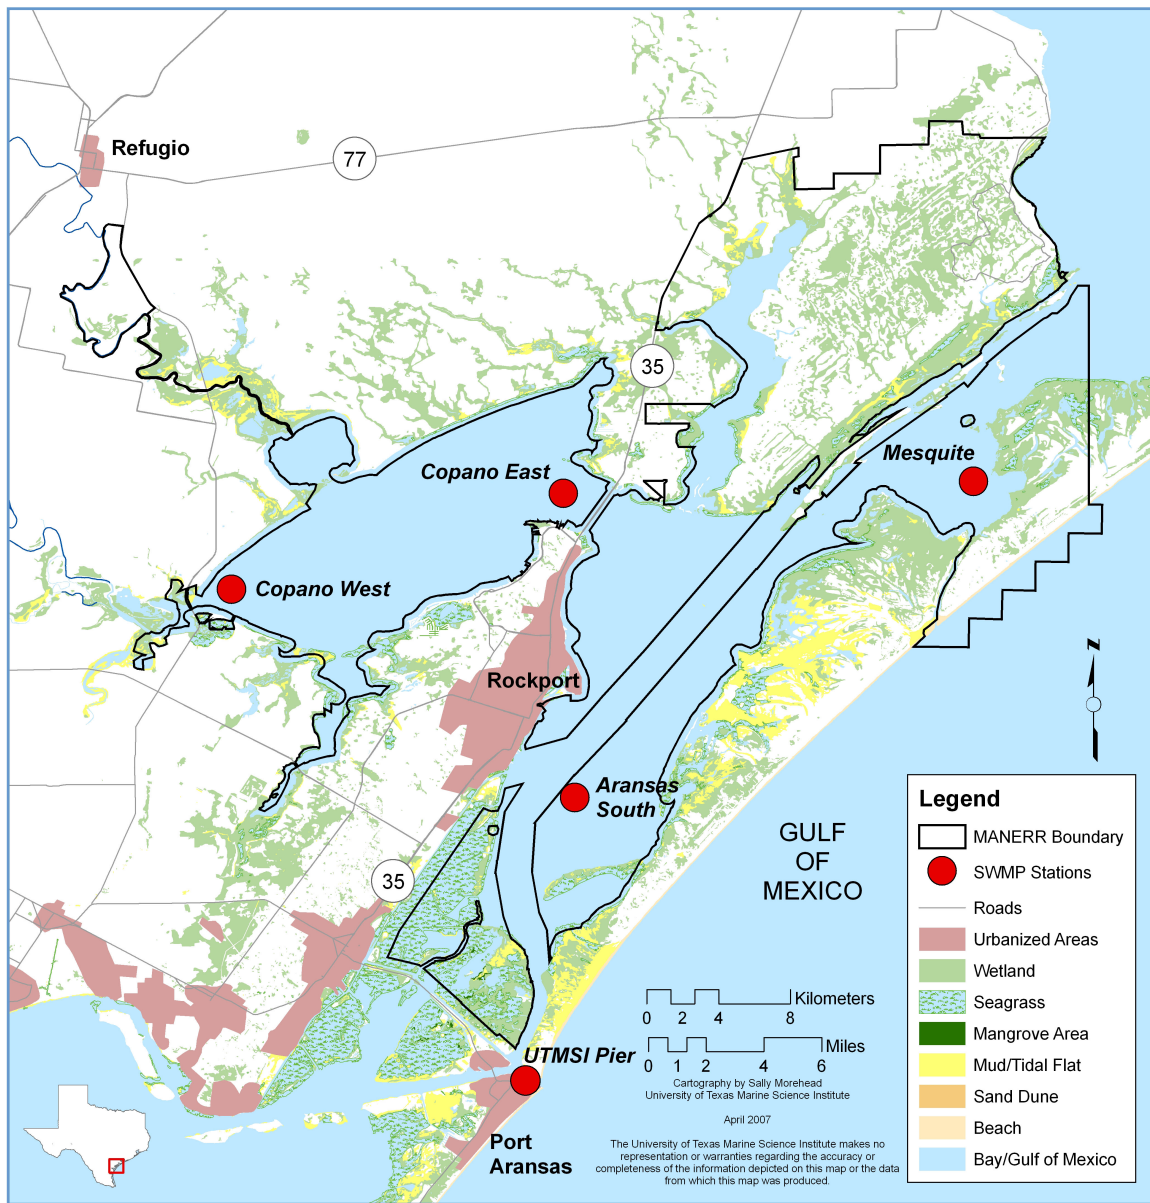 Refugio
77
35
Mesquite
Copano East
Copano West
Rockport
Aransas
South
35
GULF
OF
MEXICO
UTMSI Pier
Port
Aransas
N
Kilometers
0 2 4 8
Miles
0 1 2 4 6
Cartography by Sally Morehead
University of Texas Marine Science Institute
April 2007
The University of Texas Marine Science Institute makes no
representation or warranties regarding the accuracy or
completeness of the information depicted on this map or the data
from which this map was produced.
Legend
MANERR Boundary
SWMP Stations
Roads
Urbanized Areas
Wetland
Seagrass
Mangrove Area
Mud/Tidal Flat
Sand Dune
Beach
Bay/Gulf of Mexico